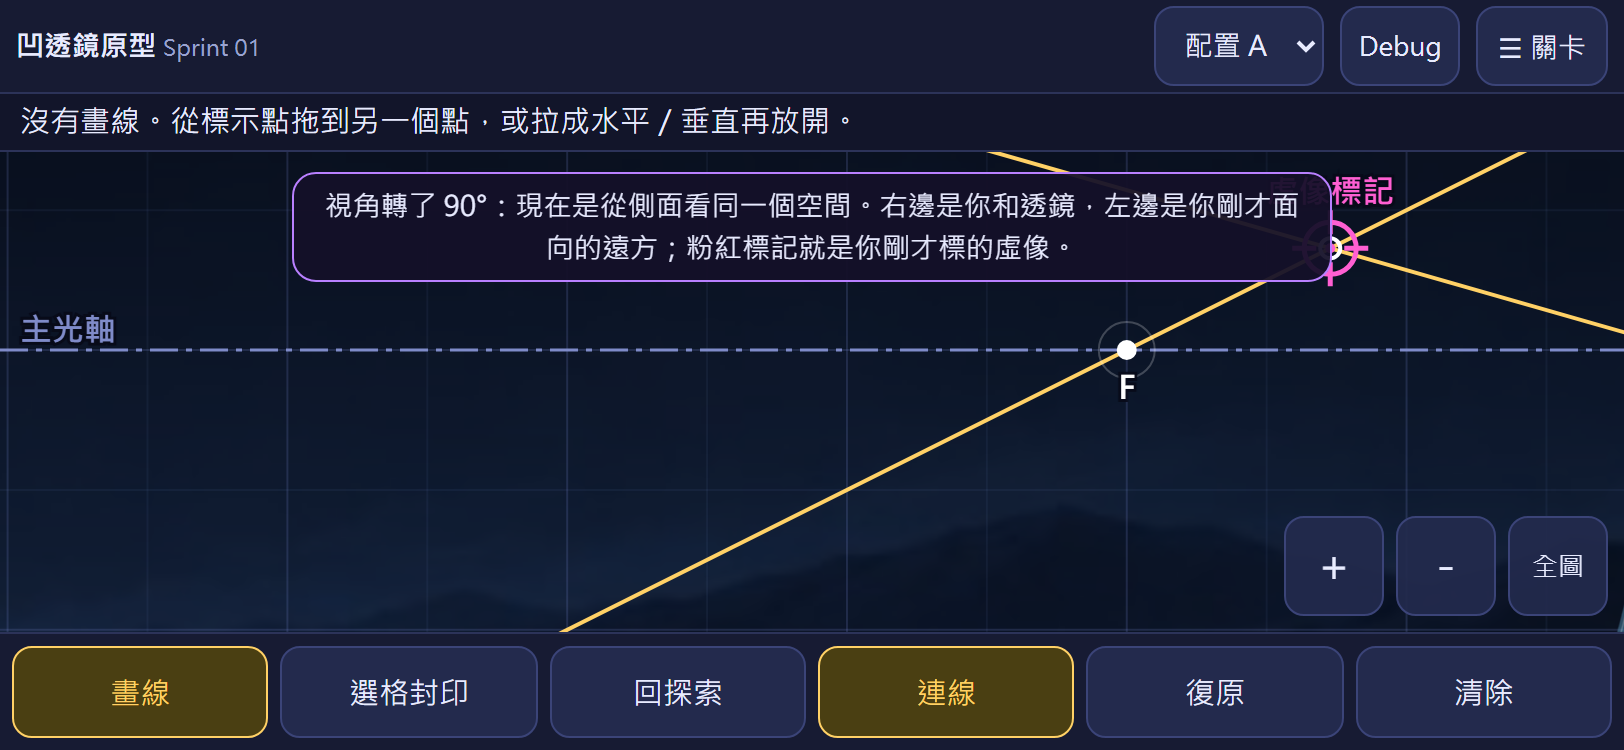 凹透鏡原型 Sprint 01
配置 A
Debug
☰ 關卡
沒有畫線。從標示點拖到另一個點，或拉成水平 / 垂直再放開。
視角轉了 90°：現在是從側面看同一個空間。右邊是你和透鏡，左邊是你剛才面
向的遠方；粉紅標記就是你剛才標的虛像。
虛像標記
主光軸
F
+
-
全圖
畫線
選格封印
回探索
連線
復原
清除